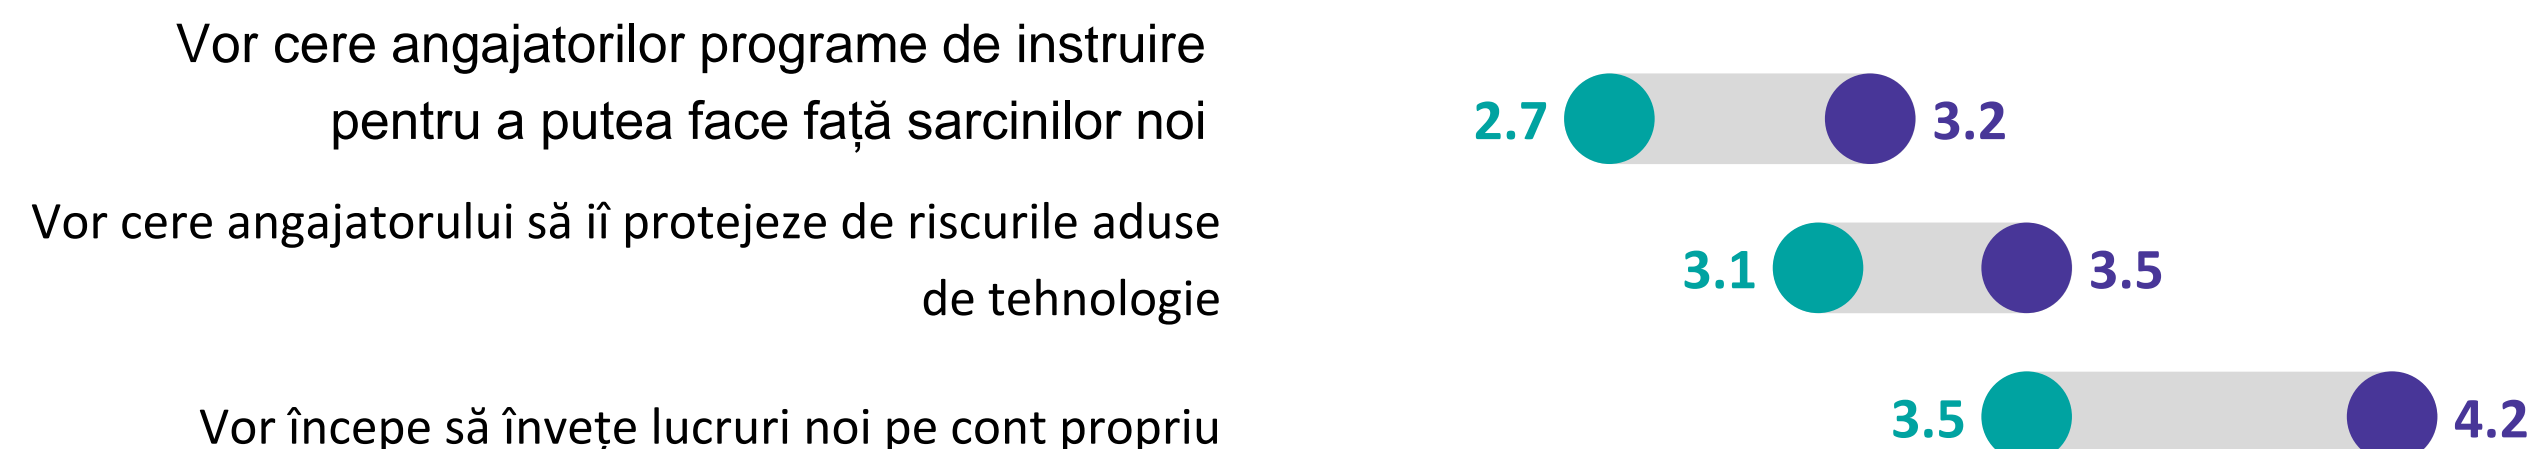 Vor cere angajatorilor programe de instruire
pentru a putea face față sarcinilor noi
2.7 3.2
Vor cere angajatorului să iî protejeze de riscurile aduse
de tehnologie
3.1 3.5
Vor începe să învețe lucruri noi pe cont propriu
3.5 4.2